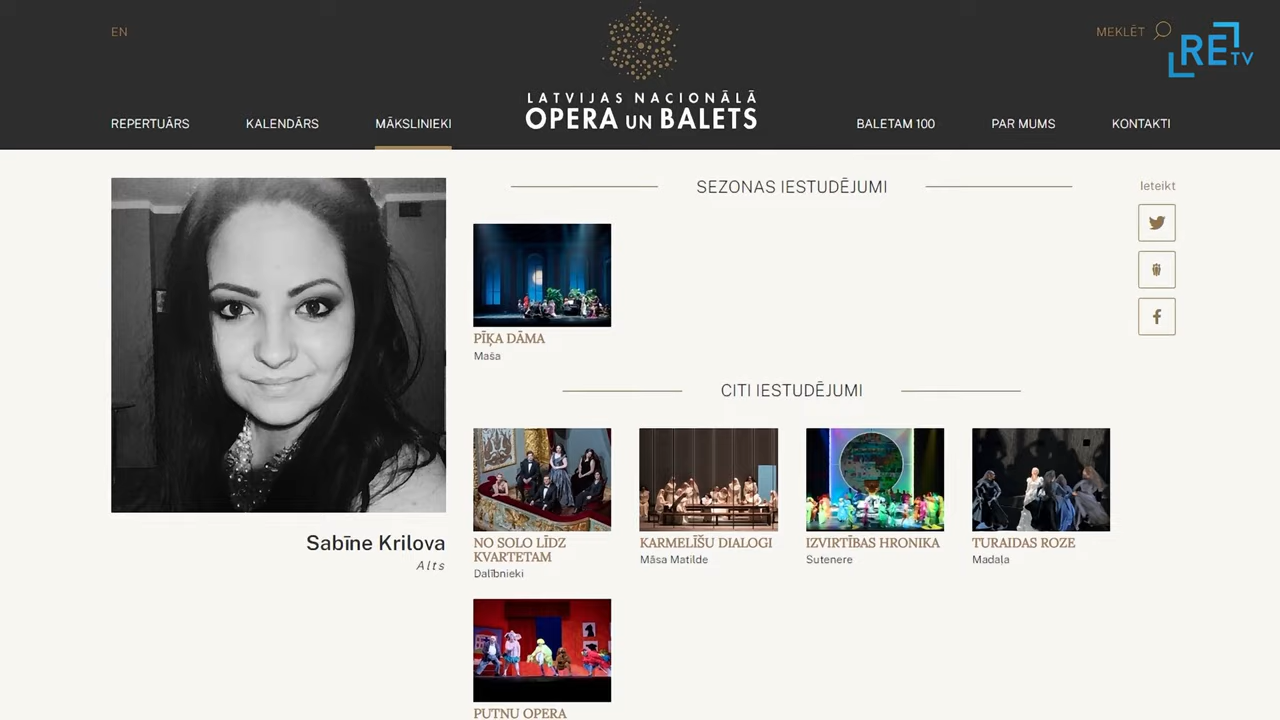 EN
MEKLĒT
RE TV
LATVIJAS NACIONĀLĀ
OPERA UN BALETS
REPERTUĀRS
KALENDĀRS
MĀKSLINIEKI
BALETAM 100
PAR MUMS
KONTAKTI
Sabīne Krilova
Alts
SEZONAS IESTUDĒJUMI
PĪĶA DĀMA
Maša
CITI IESTUDĒJUMI
NO SOLO LĪDZ
KVARTETAM
Dalībnieki
KARMELĪŠU DIALOGI
Māsa Matilde
IZVIRTĪBAS HRONIKA
Sutenere
TURAIDAS ROZE
Madaļa
PUTNU OPERA
Ieteikt